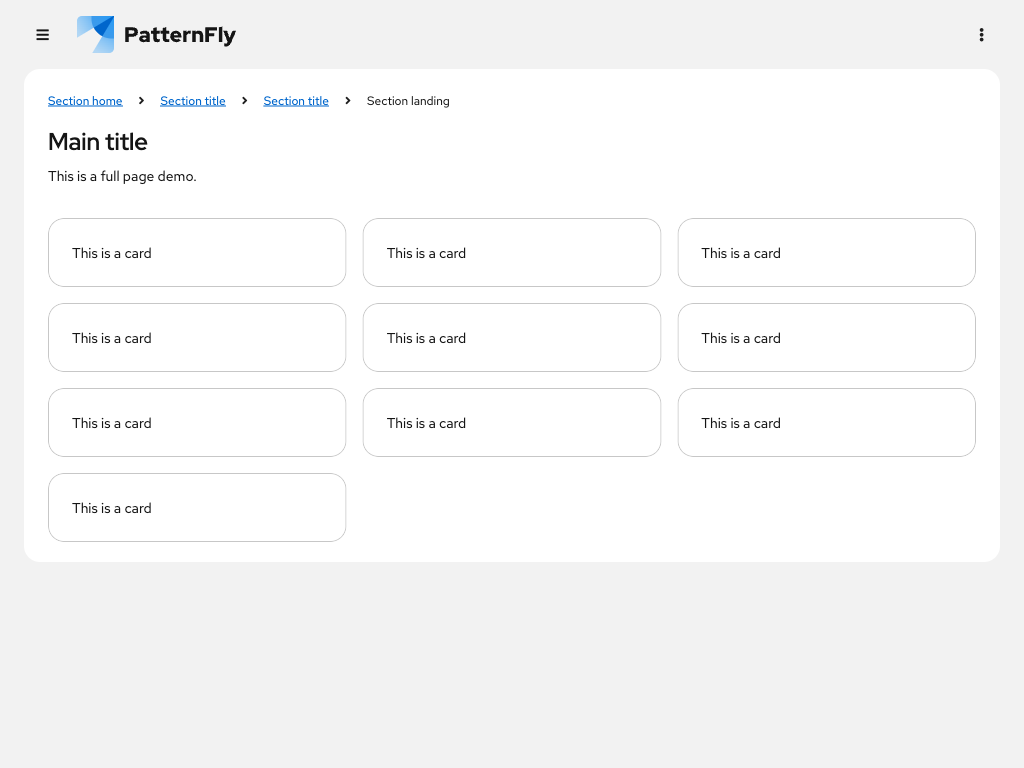 PatternFly
Section home Section title Section title Section landing
Main title
This is a full page demo.
This is a card This is a card This is a card
This is a card This is a card This is a card
This is a card This is a card This is a card
This is a card